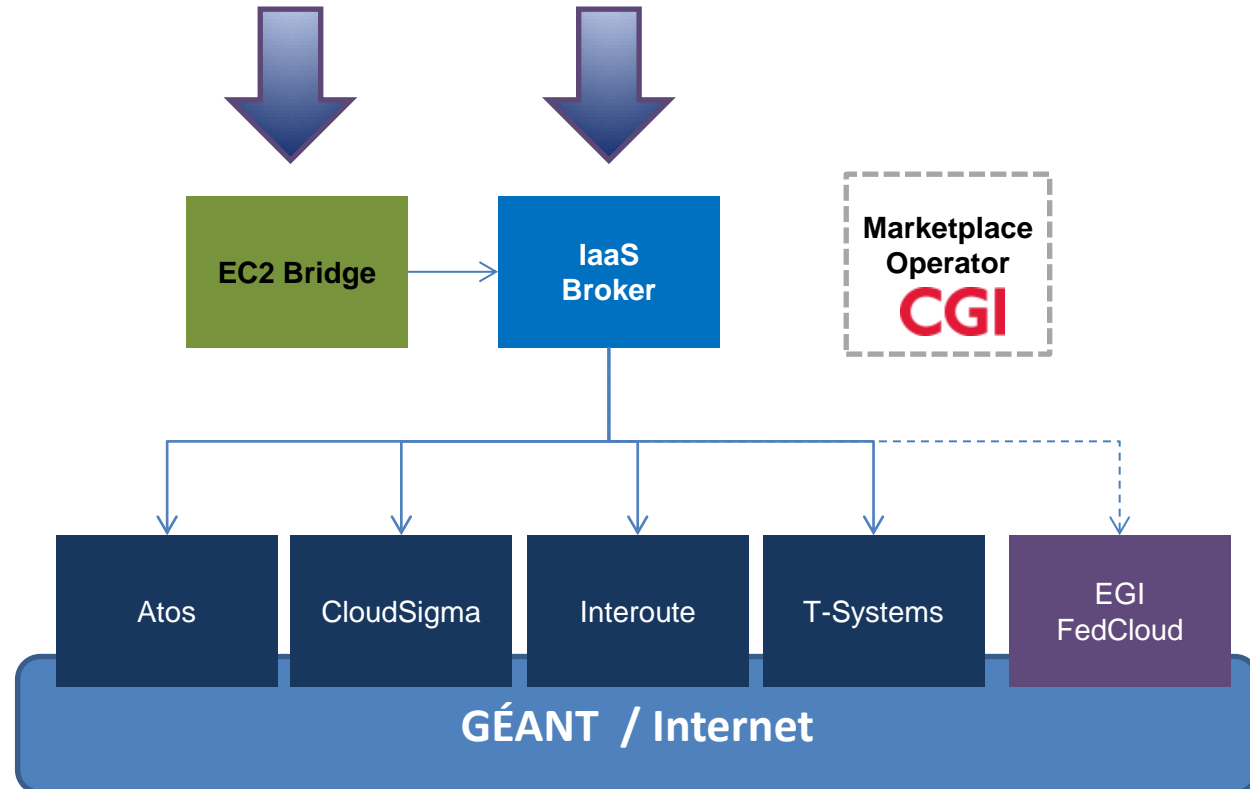 EC2 Bridge
IaaS
Broker
Marketplace
Operator
CGI
Atos
CloudSigma
Interoute
T-Systems
EGI
FedCloud
GÉANT / Internet